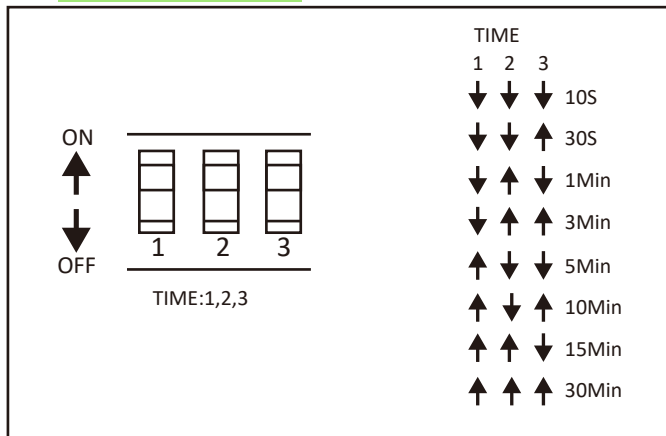 ON
OFF
1 2 3
TIME:1,2,3
TIME
1 2 3
↓ ↓ ↓ 10S
↓ ↓ ↑ 30S
↓ ↑ ↓ 1Min
↓ ↑ ↑ 3Min
↑ ↓ ↓ 5Min
↑ ↓ ↑ 10Min
↑ ↑ ↓ 15Min
↑ ↑ ↑ 30Min